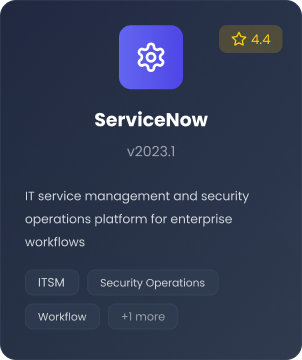 4.4
ServiceNow
v2023.1
IT service management and security
operations platform for enterprise
workflows
ITSM
Security Operations
Workflow
+1 more